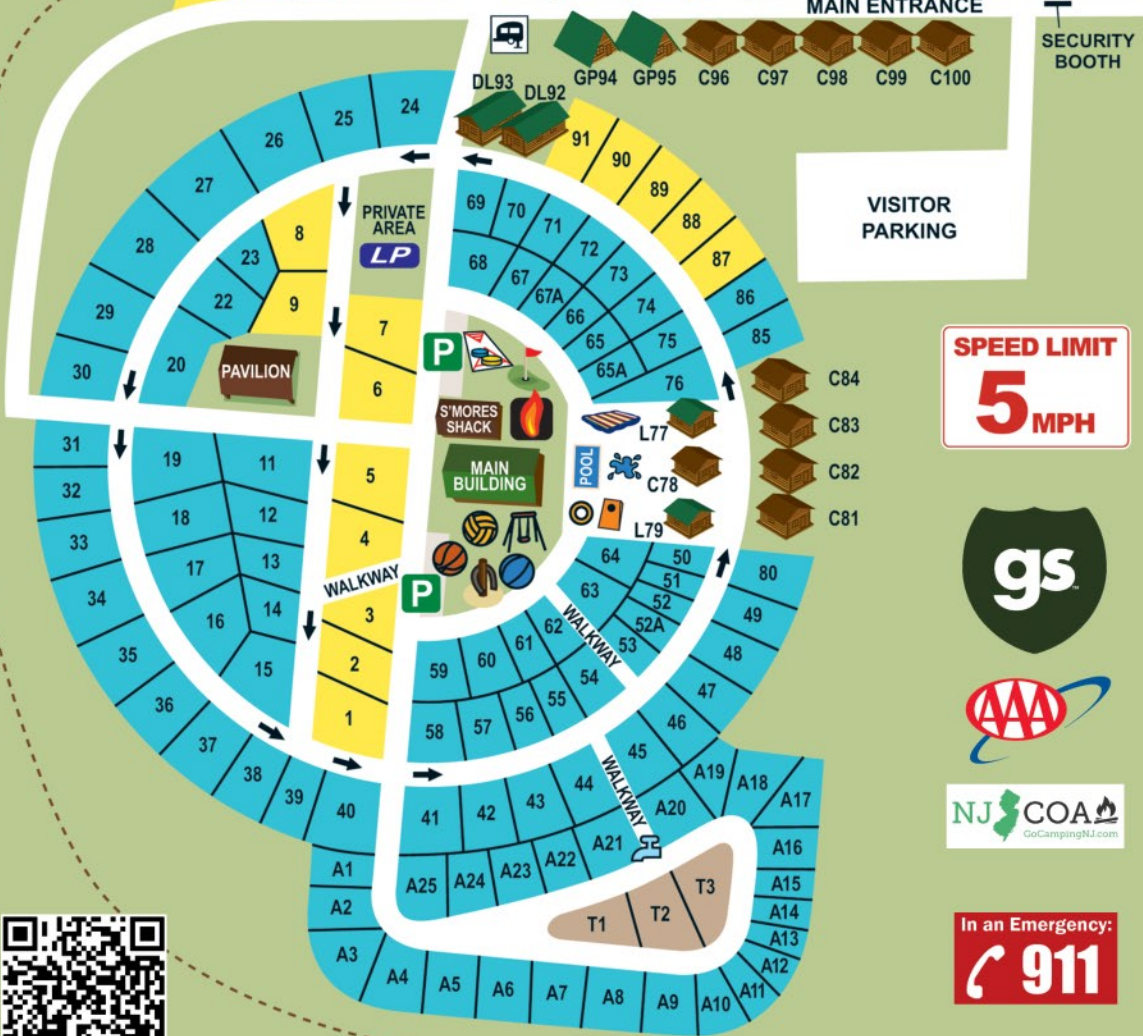 MAIN ENTRANCE
SECURITY
BOOTH
GP94
GP95
C96
C97
C98
C99
C100
DL93
DL92
91
90
89
88
87
86
85
24
25
26
27
28
29
30
PRIVATE
AREA
LP
VISITOR
PARKING
8
23
9
22
20
PAVILION
7
6
69
70
71
72
73
74
75
76
68
67
67A
66
65
65A
P
S'MORES
SHACK
MAIN
BUILDING
POOL
L77
C78
L79
C84
C83
C82
C81
SPEED LIMIT
5 MPH
31
32
33
34
35
36
37
38
39
40
19
11
18
12
17
13
16
14
15
5
4
WALKWAY
P
3
2
1
64
50
51
52
52A
53
63
62
WALKWAY
61
60
59
54
55
56
57
58
80
49
48
47
46
45
WALKWAY
44
43
42
41
gs
AAA
NJ COA
GoCampingNJ.com
A19
A18
A17
A20
A21
A22
A23
A24
A25
A16
A15
A14
A13
A12
A11
A10
A9
A8
A7
A6
A5
A4
A3
A2
A1
T1
T2
T3
In an Emergency:
911